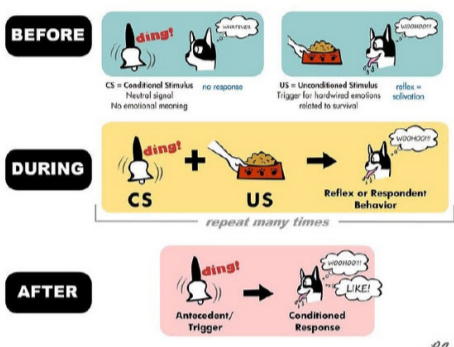 BEFORE
ding!
WHATEVER
CS = Conditional Stimulus
Neutral signal
No emotional meaning
no response
WOOHOO!!
US = Unconditioned Stimulus
Trigger for hardwired emotions
related to survival
reflex =
salivation
DURING
ding!
CS
+
US
WOOHOO!!!
Reflex or Respondent
Behavior
repeat many times
AFTER
ding!
Antecedent/
Trigger
WOOHOO!!!
LIKE!
Conditioned
Response